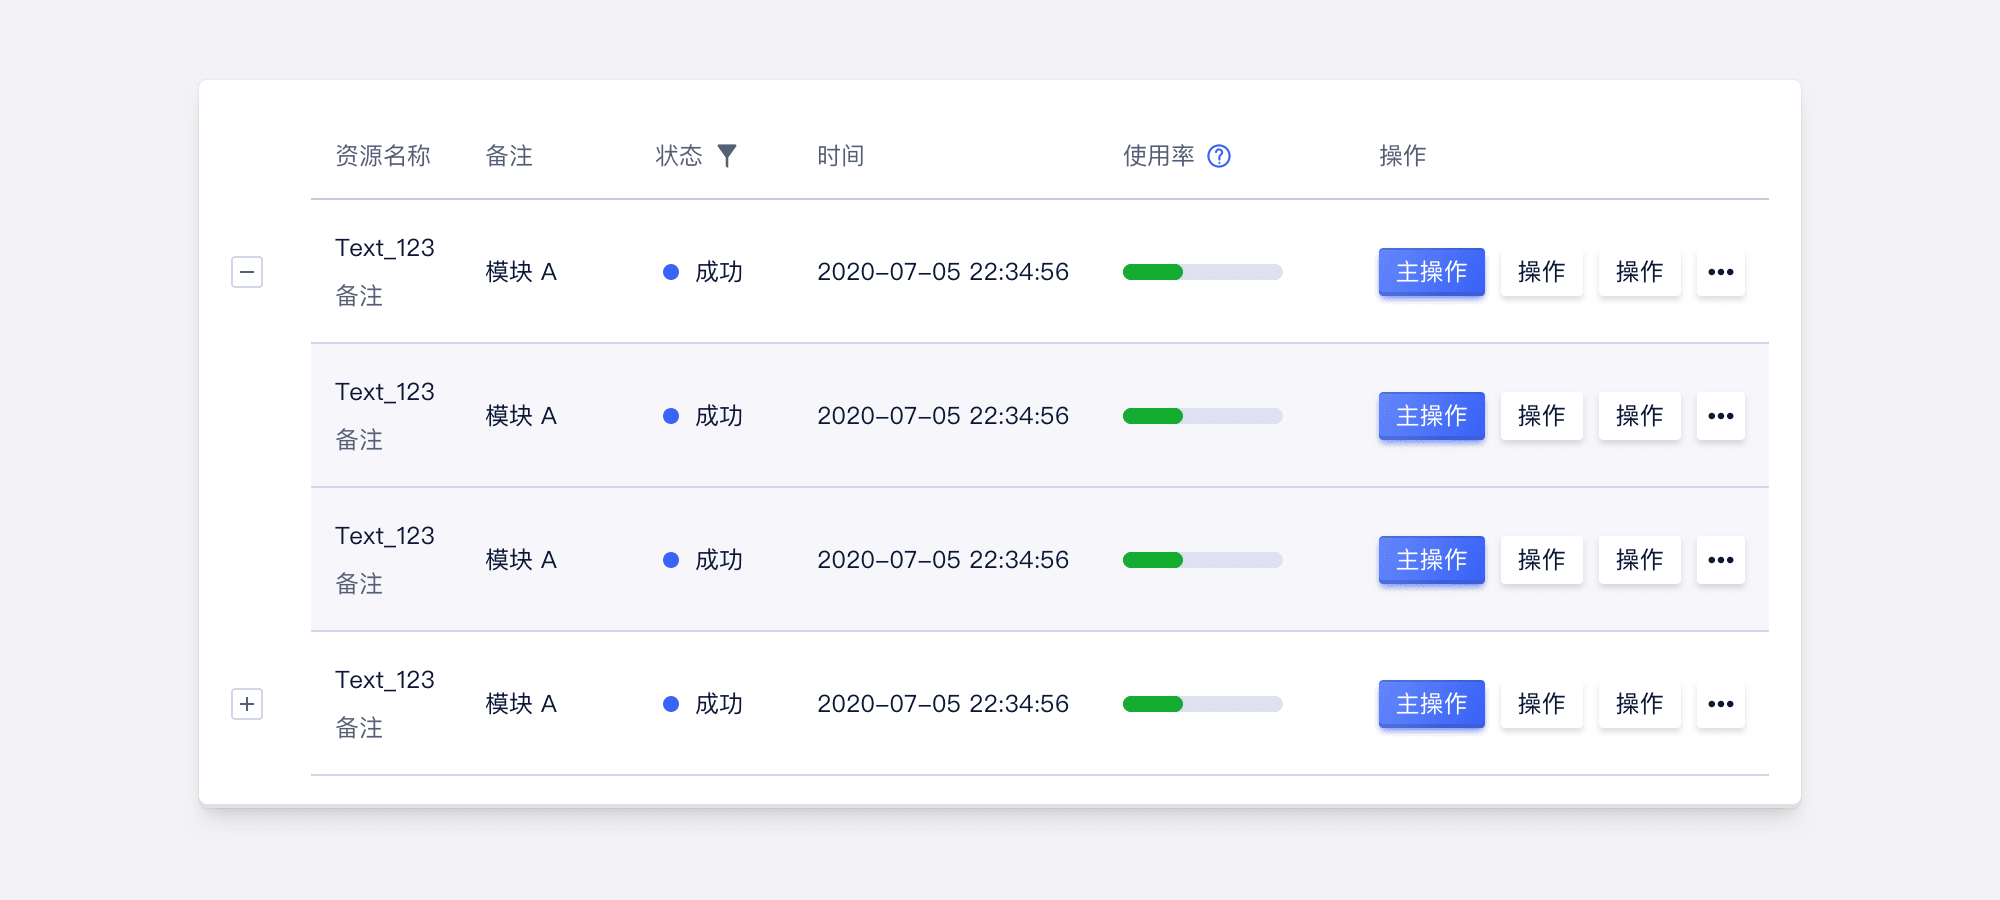 资源名称 备注 状态 时间 使用率 操作
Text_123
备注
模块 A 成功 2020-07-05 22:34:56 主操作 操作 操作
Text_123
备注
模块 A 成功 2020-07-05 22:34:56 主操作 操作 操作
Text_123
备注
模块 A 成功 2020-07-05 22:34:56 主操作 操作 操作
Text_123
备注
模块 A 成功 2020-07-05 22:34:56 主操作 操作 操作